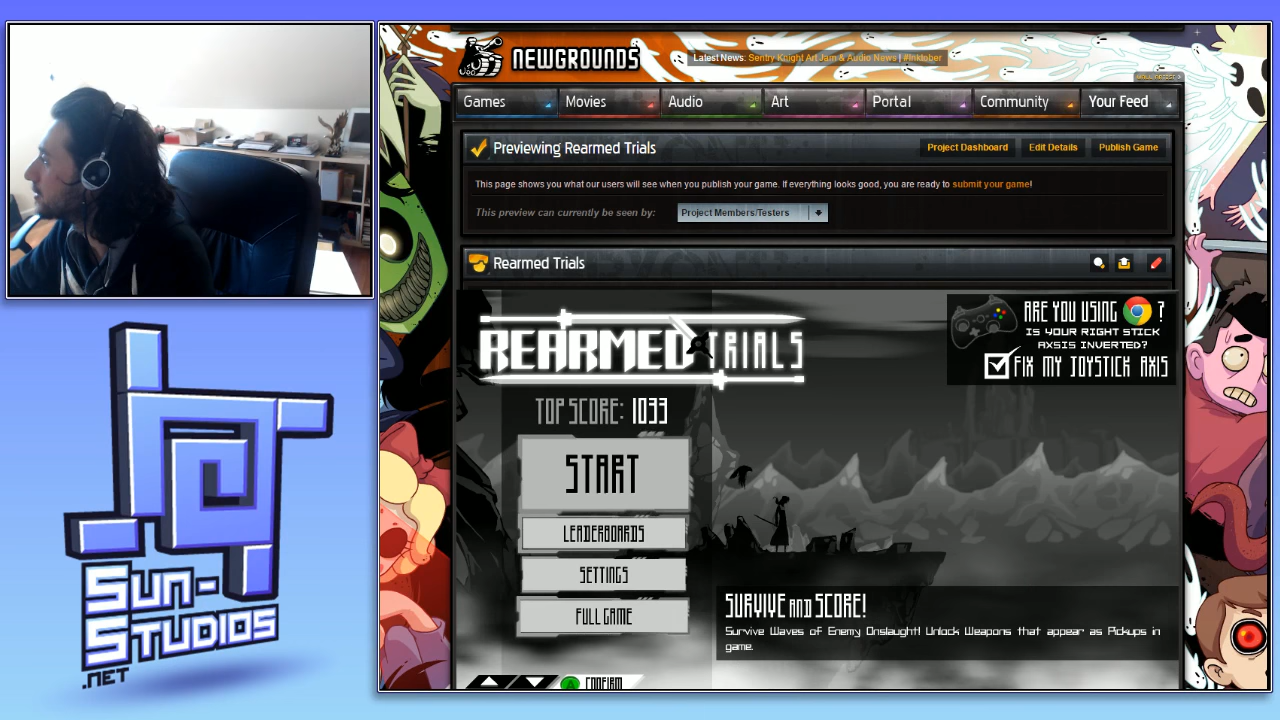 NEWGROUNDS
Latest News: Sentry Knight Art Jam & Audio News | #Inktober
Games
Movies
Audio
Art
Portal
Community
Your Feed
Previewing Rearmed Trials
Project Dashboard
Edit Details
Publish Game
This page shows you what our users will see when you publish your game. If everything looks good, you are ready to submit your game!
This preview can currently be seen by:
Project Members/Testers
Rearmed Trials
REARMED TRIALS
ARE YOU USING ?
IS YOUR RIGHT STICK
AXSIS INVERTED?
FIX MY JOYSTICK AXIS
TOP SCORE: 1033
START
LEADERBOARDS
SETTINGS
FULL GAME
SURVIVE AND SCORE!
Survive Waves of Enemy Onslaught! Unlock Weapons that appear as Pickups in
game.
A CONFIRM
SUN-
STUDIOS
.NET